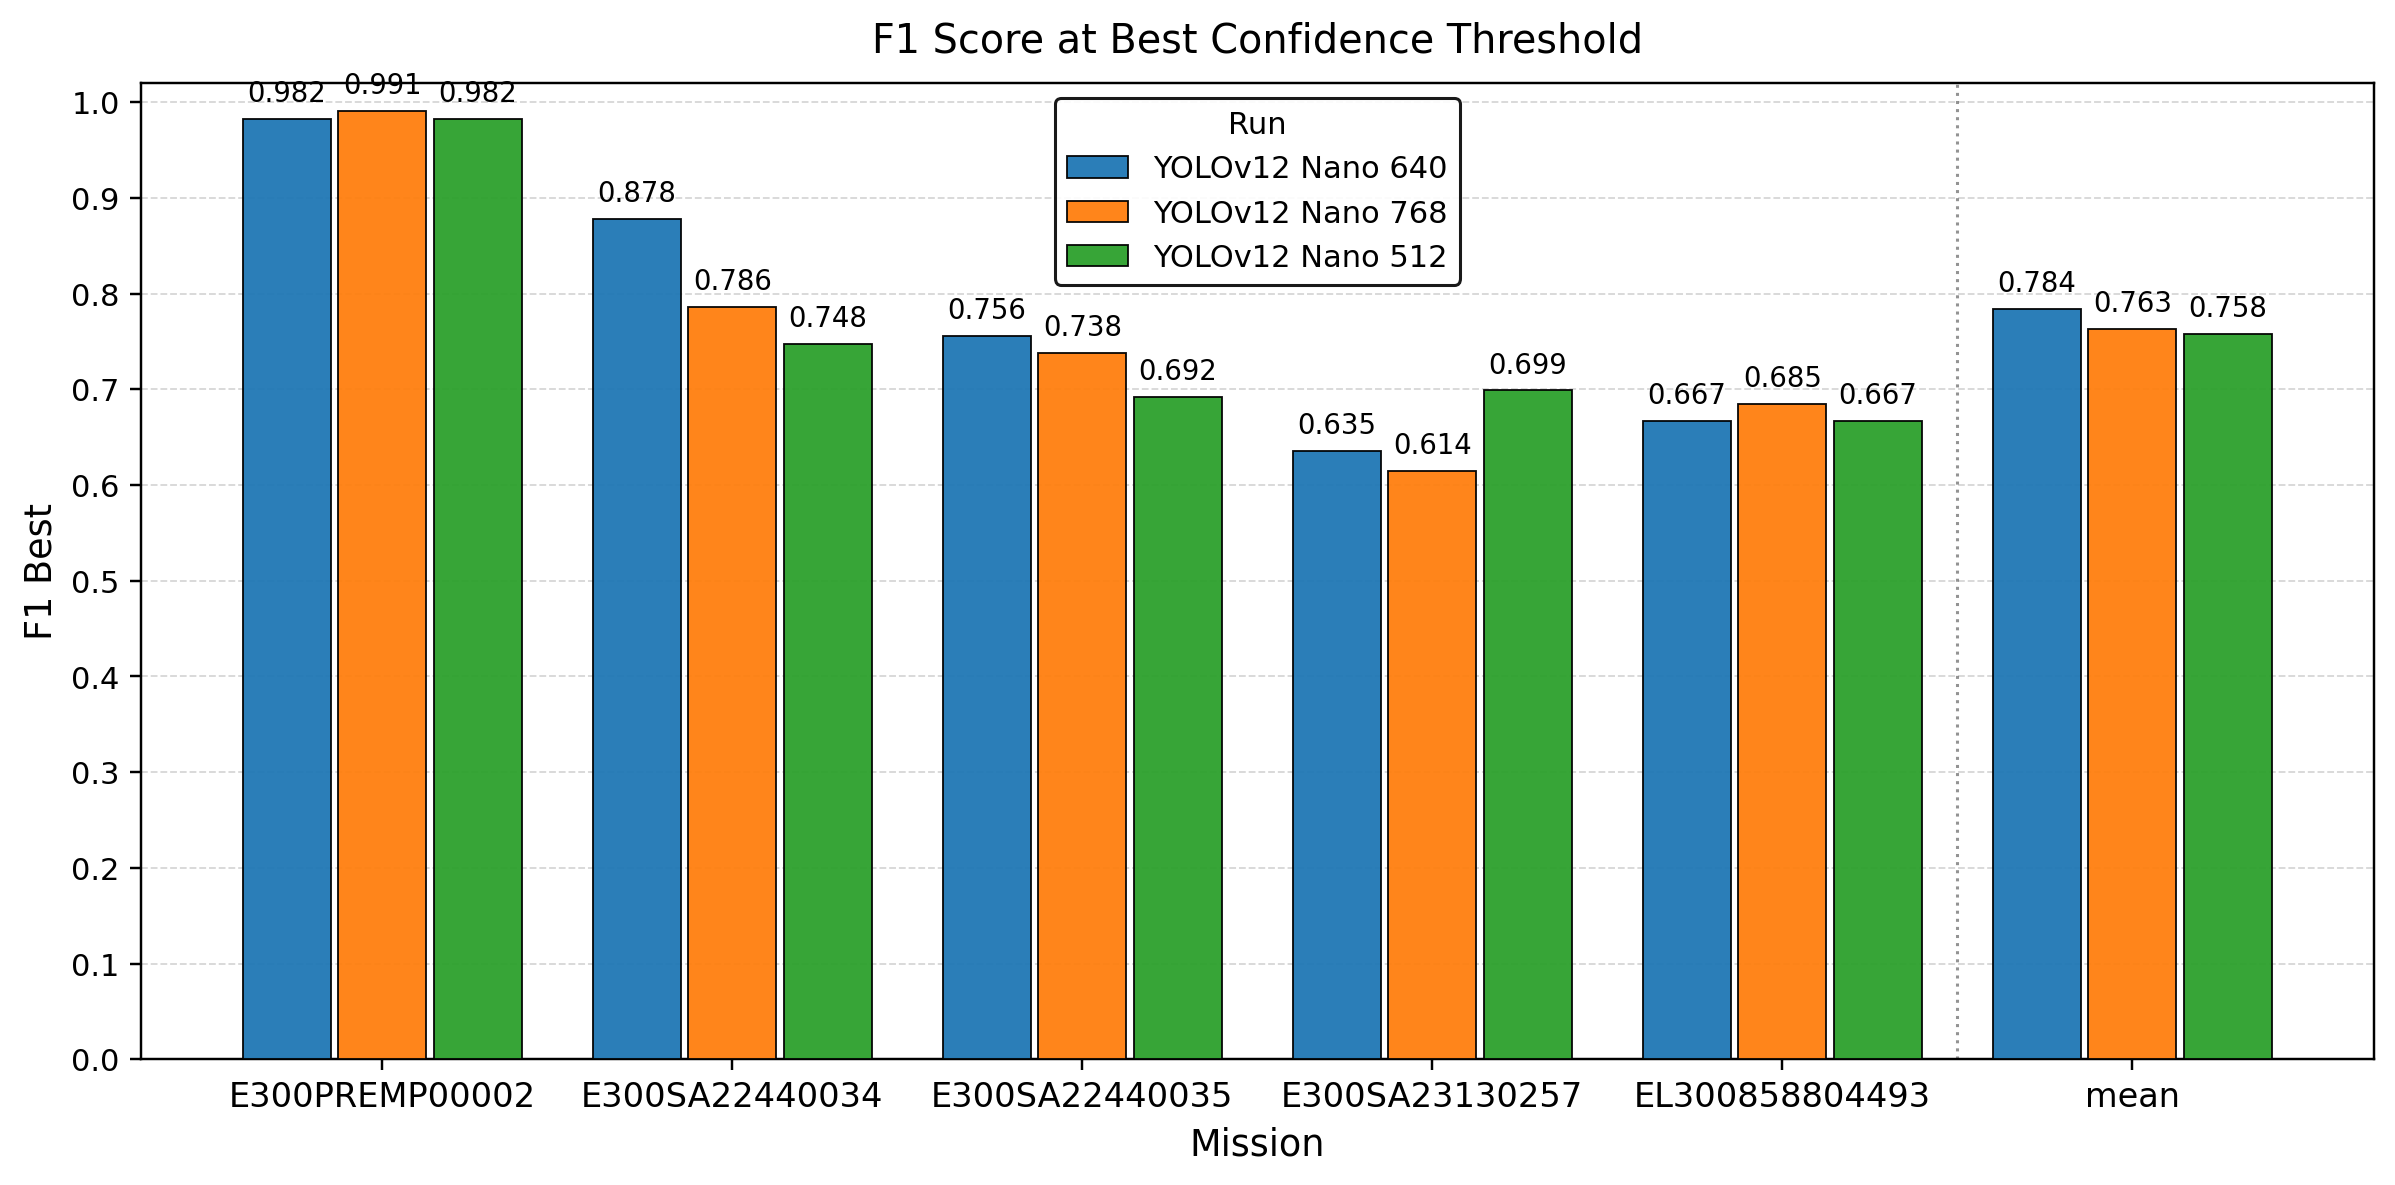 F1 Score at Best Confidence Threshold
Run
YOLOv12 Nano 640
YOLOv12 Nano 768
YOLOv12 Nano 512
F1 Best
1.0
0.9
0.8
0.7
0.6
0.5
0.4
0.3
0.2
0.1
0.0
0.982 0.991 0.982
0.878 0.786 0.748
0.756 0.738 0.692
0.635 0.614 0.699
0.667 0.685 0.667
0.784 0.763 0.758
E300PREMP00002 E300SA22440034 E300SA22440035 E300SA23130257 EL300858804493 mean
Mission